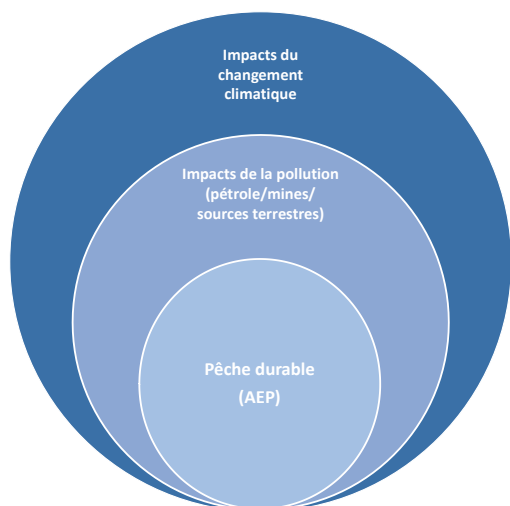 Impacts du
changement
climatique
Impacts de la pollution
(pétrole/mines/
sources terrestres)
Pêche durable
(AEP)